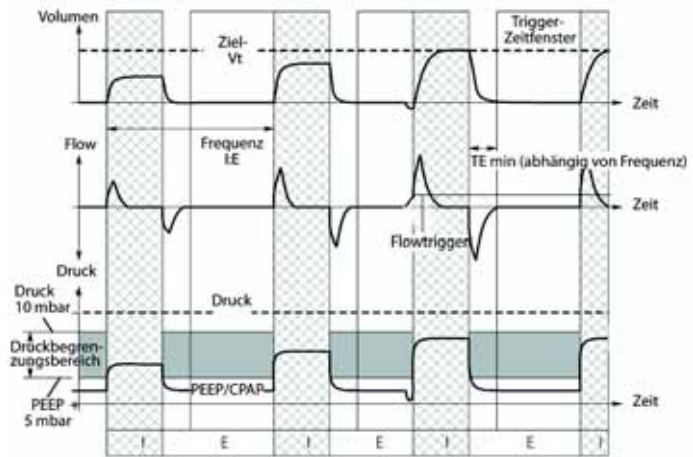 Volumen
Ziel-
Vt
Trigger-
Zeitfenster
Zeit
Flow
Frequenz
I:E
TE min (abhängig von Frequenz)
Zeit
Flowtrigger
Druck
Druck
10 mbar
Druck
Druckbegren-
zungsbereich
PEEP/CPAP
PEEP +
5 mbar
Zeit
I E I E I E I